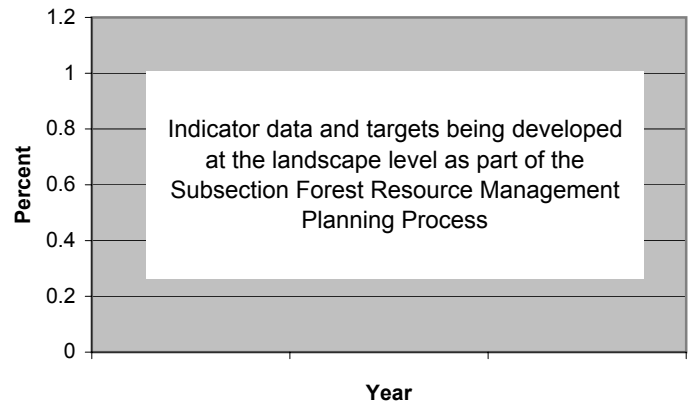 1.2
1
0.8
0.6
0.4
0.2
0
Percent
Indicator data and targets being developed
at the landscape level as part of the
Subsection Forest Resource Management
Planning Process
Year